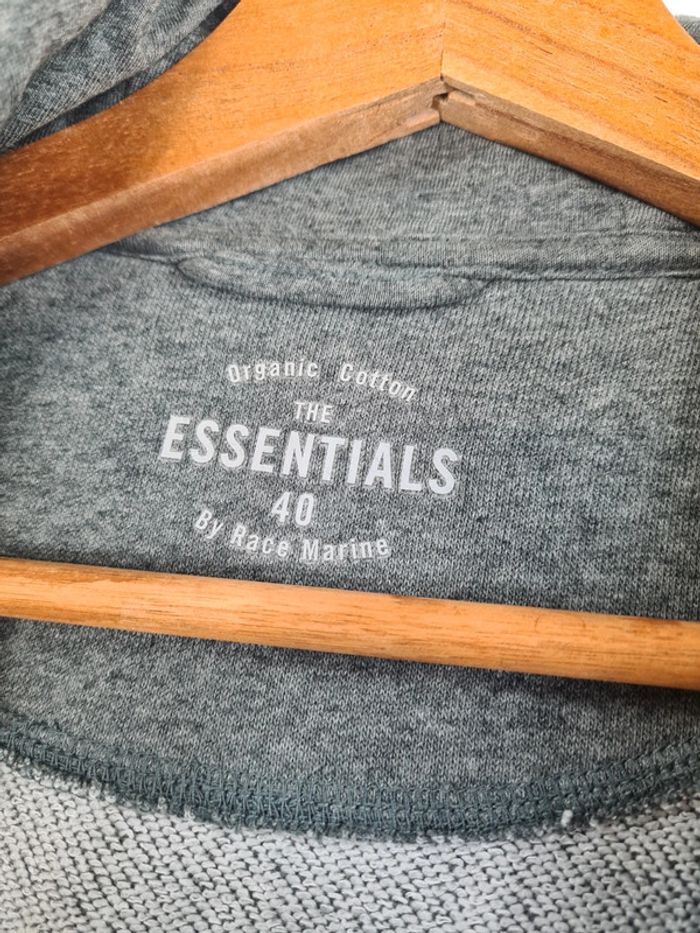 Organic Cotton
THE
ESSENTIALS
40
By Race Marine